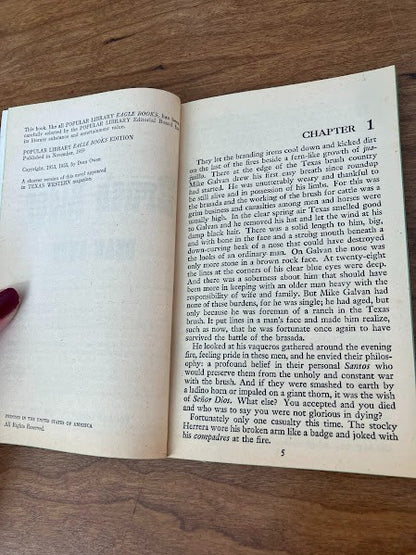 This book, like all POPULAR LIBRARY EAGLE BOOKS, has been
carefully selected by the POPULAR LIBRARY Editorial Board for
its literary substance and entertainment value.
POPULAR LIBRARY EAGLE BOOKS EDITION
Published in November,
Copyright, 1951, by Dean Owen
A shorter version of this novel appeared
in TEXAS WESTERN magazine
PRINTED IN THE UNITED STATES OF AMERICA
All Rights Reserved.
CHAPTER 1
They let the branding irons cool down and kicked dirt
on the last of the fires beside a fern-like growth of jua-
jillo. There at the edge of the Texas brush country
Mike Galvan drew his first easy breath since roundup
had started. He was unutterably weary and thankful to
be still alive and in possession of his limbs. For this was
the brasada and the working of the brush for cattle was a
grim business and casualties among men and horses were
usually high. In the clear spring air Texas smelled good
to Galvan and he removed his hat and let the wind at his
damp black hair. There was a solid length to him, big,
and with bone in the face and a strong mouth beneath a
down-curving beak of a nose that could have destroyed
the looks of an ordinary man. On Galvan the nose was
only more stone in a brown rock face. At twenty-eight
the lines at the corners of his clear blue eyes were deep.
And there was a soberness about him that should have
been more in keeping with an older man heavy with the
responsibility of wife and family. But Mike Galvan had
none of these burdens, for he was single; he had aged, but
only because he was foreman of a ranch in the Texas
brush. It put lines in a man's face and made him realize,
such as now, that he was fortunate once again to have
survived the battle of the brasada.
He looked at his vaqueros gathered around the evening
fire, feeling pride in these men, and he envied their philos-
ophy: a profound belief in their personal Santos who
would preserve them from the unholy and constant war
with the brush. And if they were smashed to earth by
a ladino horn or impaled on a giant thorn, it was the wish
of Señor Dios. What else? You accepted and you died
and who was to say you were not glorious in dying?
Fortunately only one casualty this time. The stocky
Herrera wore his broken arm like a badge and joked with
his compadres at the fire.
5